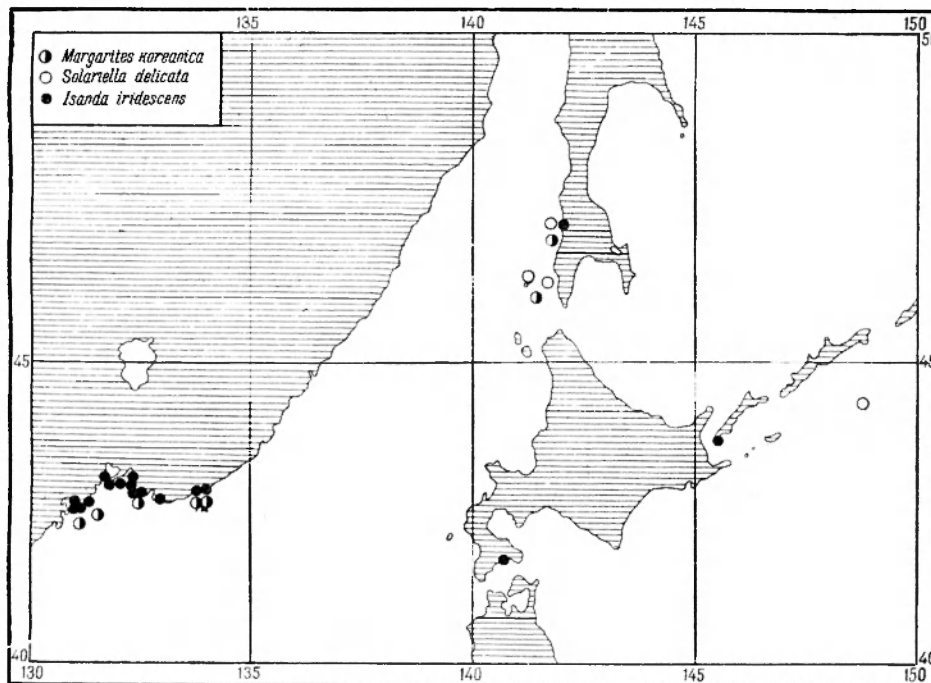 135 140 145 150
Margarites koreanica
Solariella delicata
Isanda iridescens
45 45
40 40
130 135 140 145 150